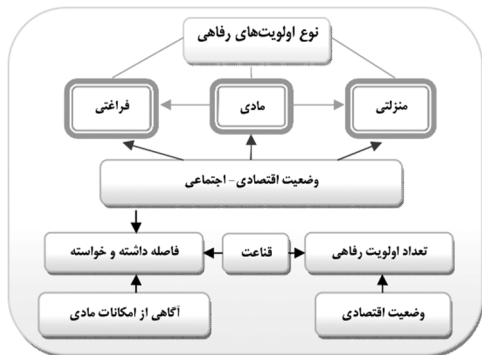 نوع اولویت‌های رفاهی
منزلتی
مادی
فراغتی
وضعیت اقتصادی- اجتماعی
تعداد اولویت رفاهی
قناعت
فاصله داشته و خواسته
وضعیت اقتصادی
آگاهی از امکانات مادی